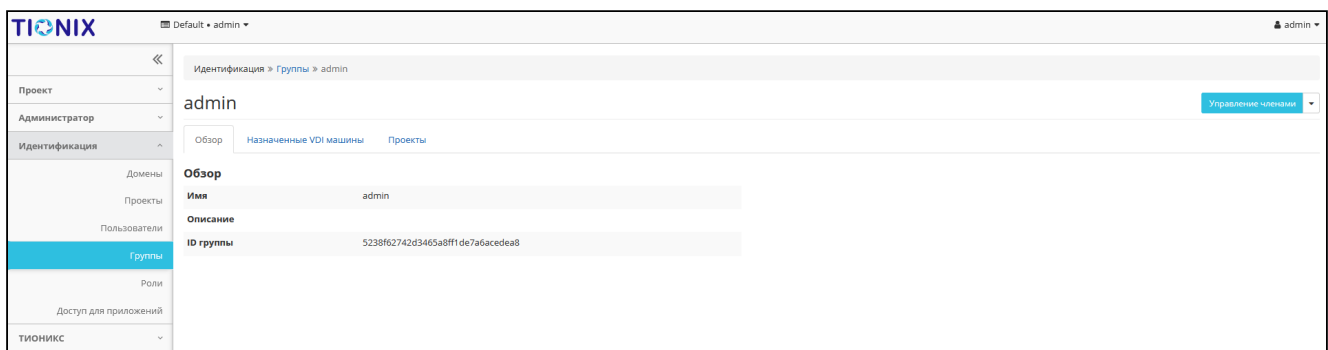 TIONIX
Default • admin
admin
Идентификация » Группы » admin
Проект
Администратор
Идентификация
Домены
Проекты
Пользователи
Группы
Роли
Доступ для приложений
ТИОНИКС
admin
Управление членами
Обзор Назначенные VDI машины Проекты
Обзор
Имя admin
Описание
ID группы 5238f62742d3465a8ff1de7a6acedea8